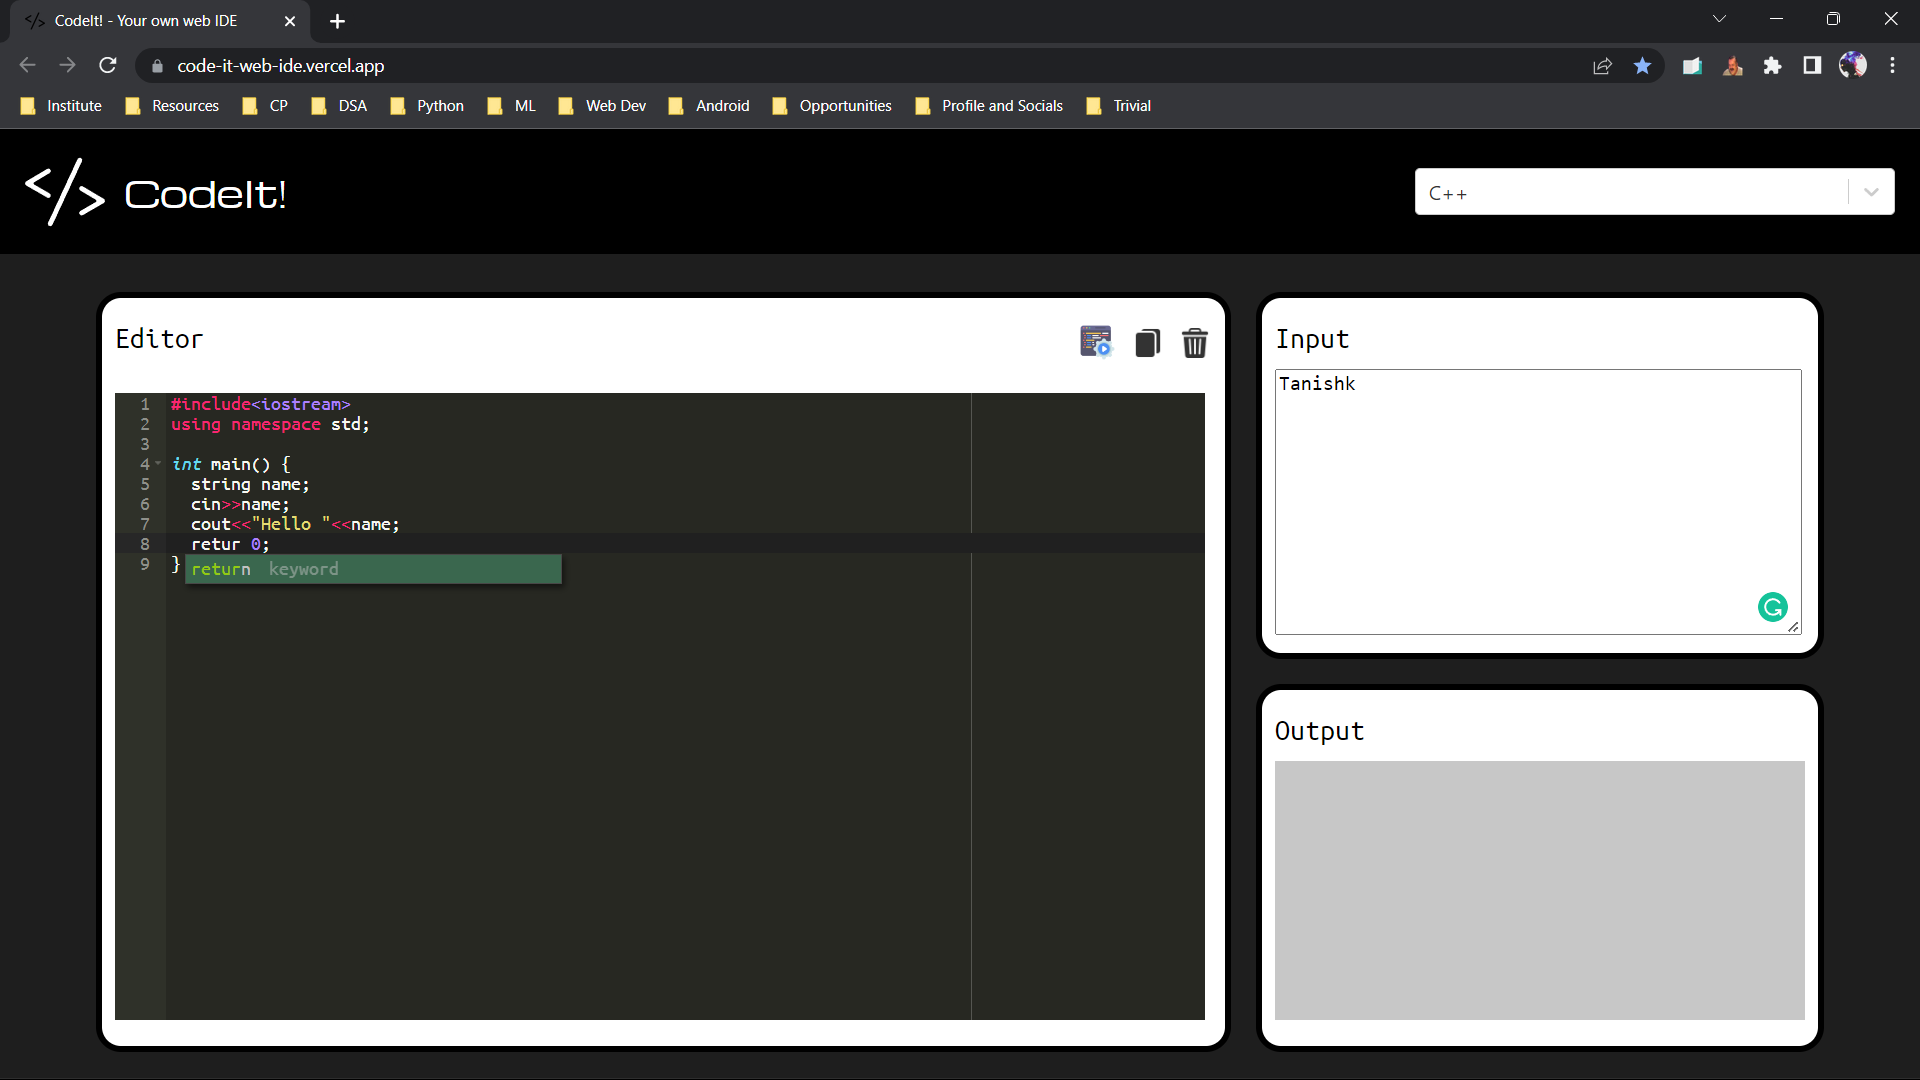 </> CodeIt! - Your own web IDE
code-it-web-ide.vercel.app
Institute Resources CP DSA Python ML Web Dev Android Opportunities Profile and Socials Trivial
</> CodeIt!
C++
Editor
1 #include<iostream>
2 using namespace std;
3
4 int main() {
5 string name;
6 cin>>name;
7 cout<<"Hello "<<name;
8 retur 0;
9 }
return keyword
Input
Tanishk
Output